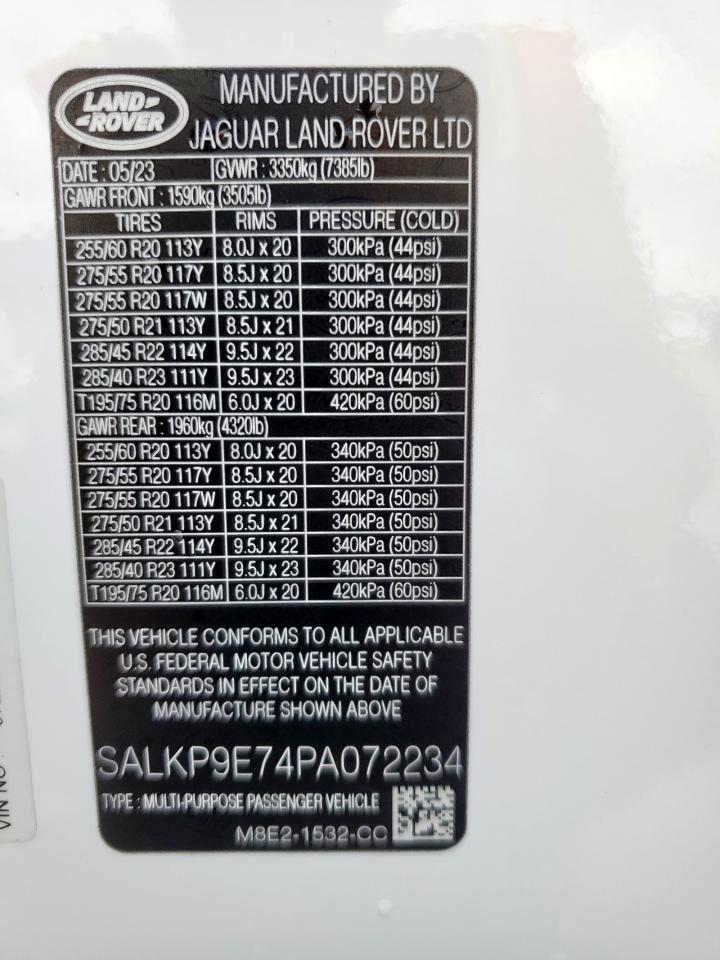 LAND-
-ROVER
MANUFACTURED BY
JAGUAR LAND ROVER LTD
DATE : 05/23 GVWR : 3350kg (7385lb)
GAWR FRONT : 1590kg (3505lb)
TIRES RIMS PRESSURE (COLD)
255/60 R20 113Y 8.0J x 20 300kPa (44psi)
275/55 R20 117Y 8.5J x 20 300kPa (44psi)
275/55 R20 117W 8.5J x 20 300kPa (44psi)
275/50 R21 113Y 8.5J x 21 300kPa (44psi)
285/45 R22 114Y 9.5J x 22 300kPa (44psi)
285/40 R23 111Y 9.5J x 23 300kPa (44psi)
T195/75 R20 116M 6.0J x 20 420kPa (60psi)
GAWR REAR : 1960kg (4320lb)
255/60 R20 113Y 8.0J x 20 340kPa (50psi)
275/55 R20 117Y 8.5J x 20 340kPa (50psi)
275/55 R20 117W 8.5J x 20 340kPa (50psi)
275/50 R21 113Y 8.5J x 21 340kPa (50psi)
285/45 R22 114Y 9.5J x 22 340kPa (50psi)
285/40 R23 111Y 9.5J x 23 340kPa (50psi)
T195/75 R20 116M 6.0J x 20 420kPa (60psi)
THIS VEHICLE CONFORMS TO ALL APPLICABLE
U.S. FEDERAL MOTOR VEHICLE SAFETY
STANDARDS IN EFFECT ON THE DATE OF
MANUFACTURE SHOWN ABOVE
SALKP9E74PA072234
TYPE : MULTI-PURPOSE PASSENGER VEHICLE
M8E2-1532-CC
VIN NO :